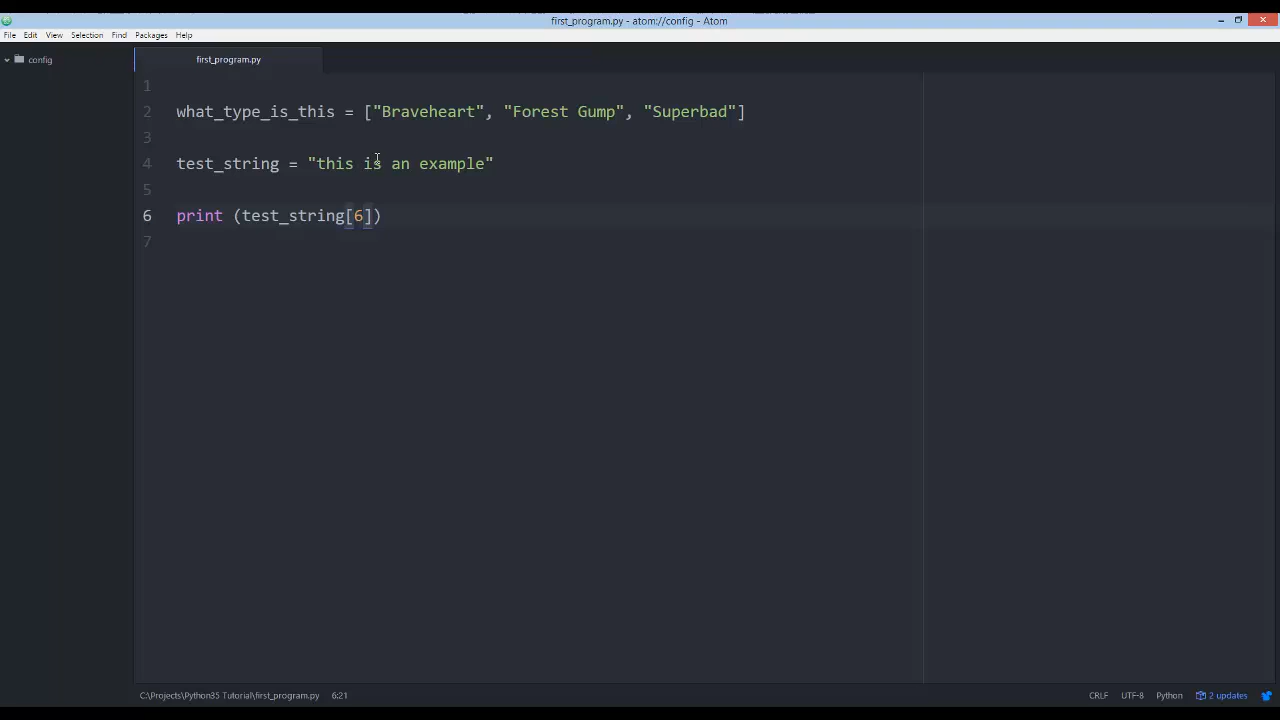 first_program.py - atom://config - Atom
File Edit View Selection Find Packages Help
config
first_program.py
1
2 what_type_is_this = ["Braveheart", "Forest Gump", "Superbad"]
3
4 test_string = "this is an example"
5
6 print (test_string[6])
7
C:\Projects\Python35 Tutorial\first_program.py 6:21 CRLF UTF-8 Python 2 updates